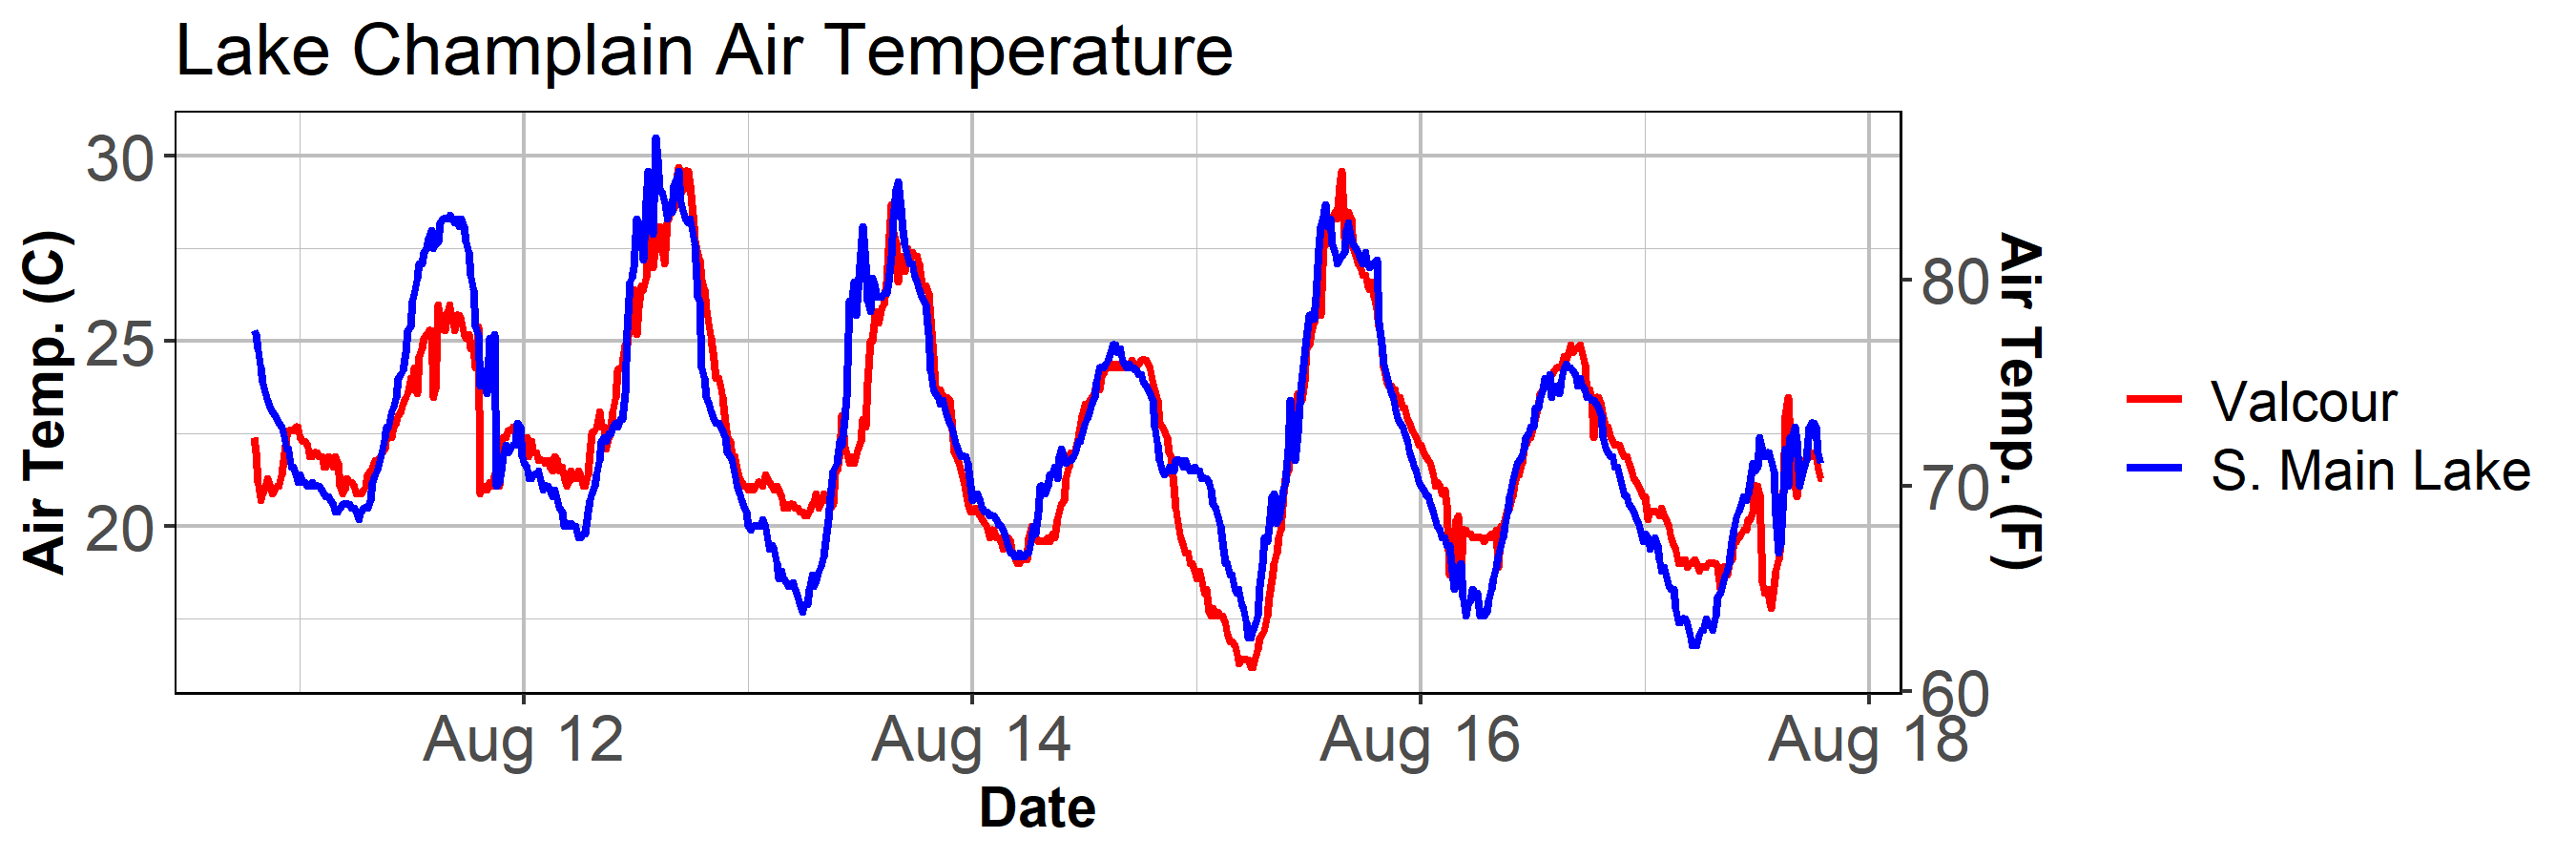 Lake Champlain Air Temperature
30
25
20
Air Temp. (C)
80
70
60
Air Temp. (F)
Aug 12
Aug 14
Aug 16
Aug 18
Date
Valcour
S. Main Lake